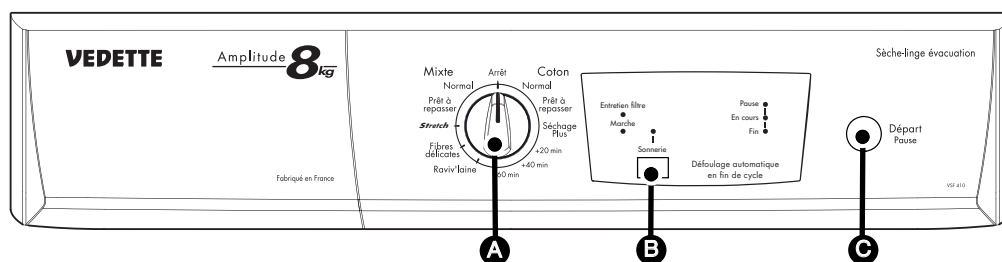 VEDETTE
Amplitude 8kg
Sèche-linge évacuation
Mixte
Arrêt
Coton
Normal
Normal
Prêt à
repasser
Prêt à
repasser
Stretch
Séchage
Plus
Fibres
délicates
+20 min
Raviv'laine
+40 min
60 min
Entretien filtre
Marche
Sonnerie
Pause
En cours
Fin
Défoulage automatique
en fin de cycle
Départ
Pause
Fabriqué en France
VSF 410
A
B
C